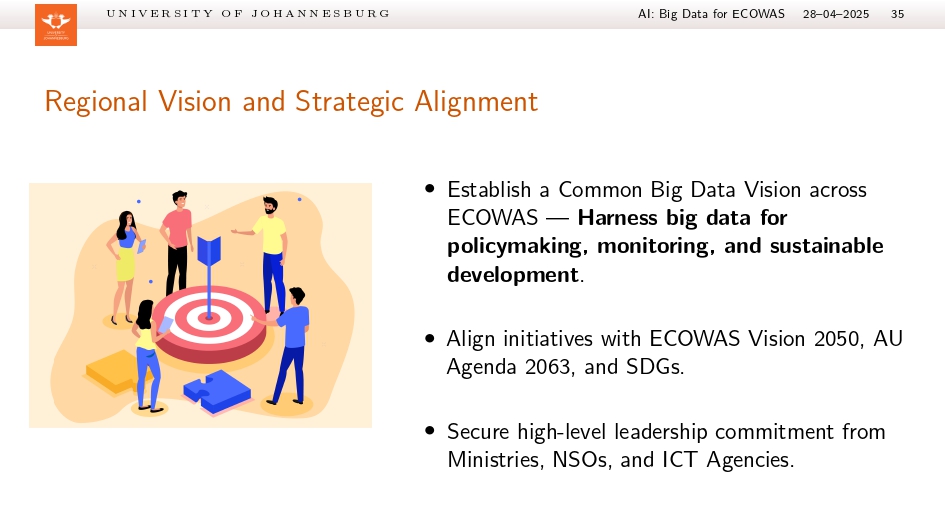 UNIVERSITY OF JOHANNESBURG
AI: Big Data for ECOWAS 28–04–2025 35
UNIVERSITY
JOHANNESBURG
Regional Vision and Strategic Alignment
• Establish a Common Big Data Vision across
ECOWAS — Harness big data for
policymaking, monitoring, and sustainable
development.
• Align initiatives with ECOWAS Vision 2050, AU
Agenda 2063, and SDGs.
• Secure high-level leadership commitment from
Ministries, NSOs, and ICT Agencies.